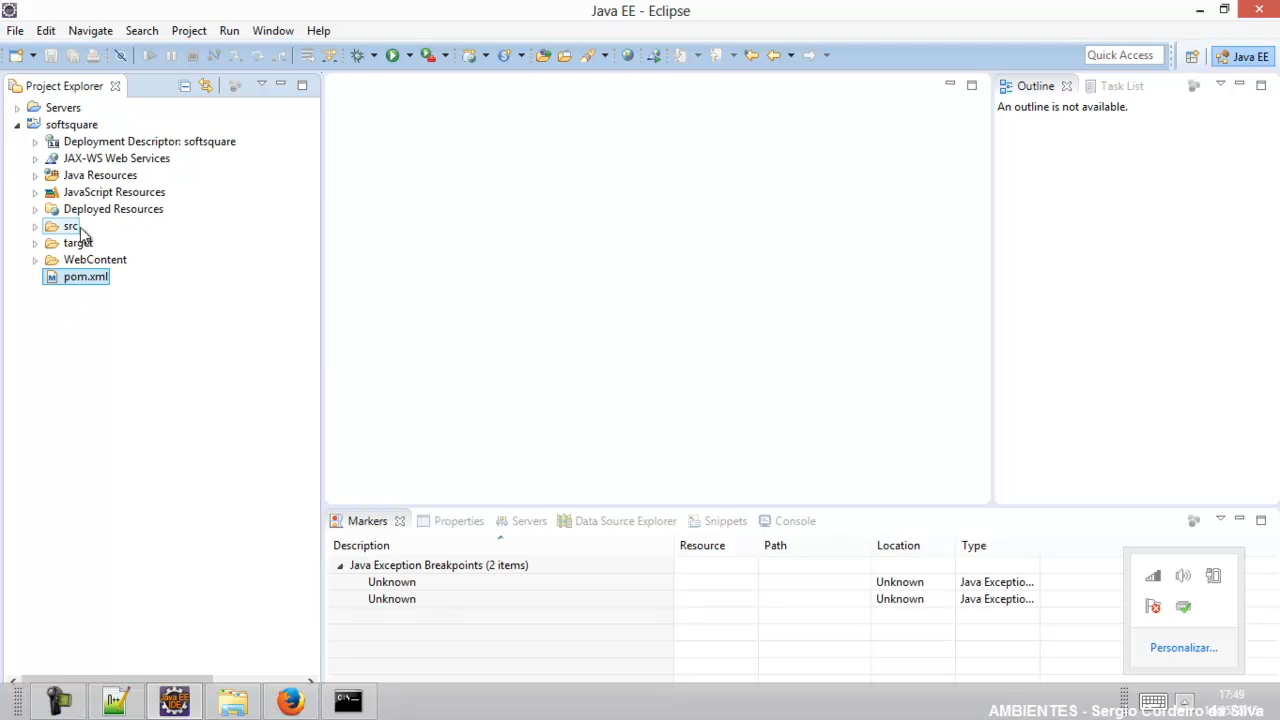 Java EE - Eclipse
File Edit Navigate Search Project Run Window Help
Quick Access Java EE
Project Explorer
Servers
softsquare
Deployment Descriptor: softsquare
JAX-WS Web Services
Java Resources
JavaScript Resources
Deployed Resources
src
target
WebContent
pom.xml
Outline Task List
An outline is not available.
Markers Properties Servers Data Source Explorer Snippets Console
Description Resource Path Location Type
Java Exception Breakpoints (2 items)
Unknown Unknown Java Exceptio...
Unknown Unknown Java Exceptio...
Personalizar...
17:49
AMBIENTES - Sergio Cordeiro da Silva